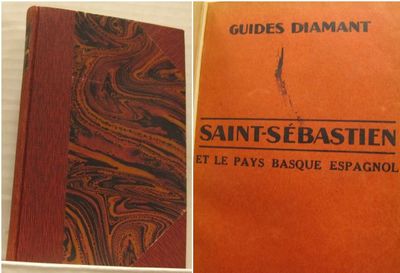 GUIDES DIAMANT
SAINT-SÉBASTIEN
ET LE PAYS BASQUE ESPAGNOL